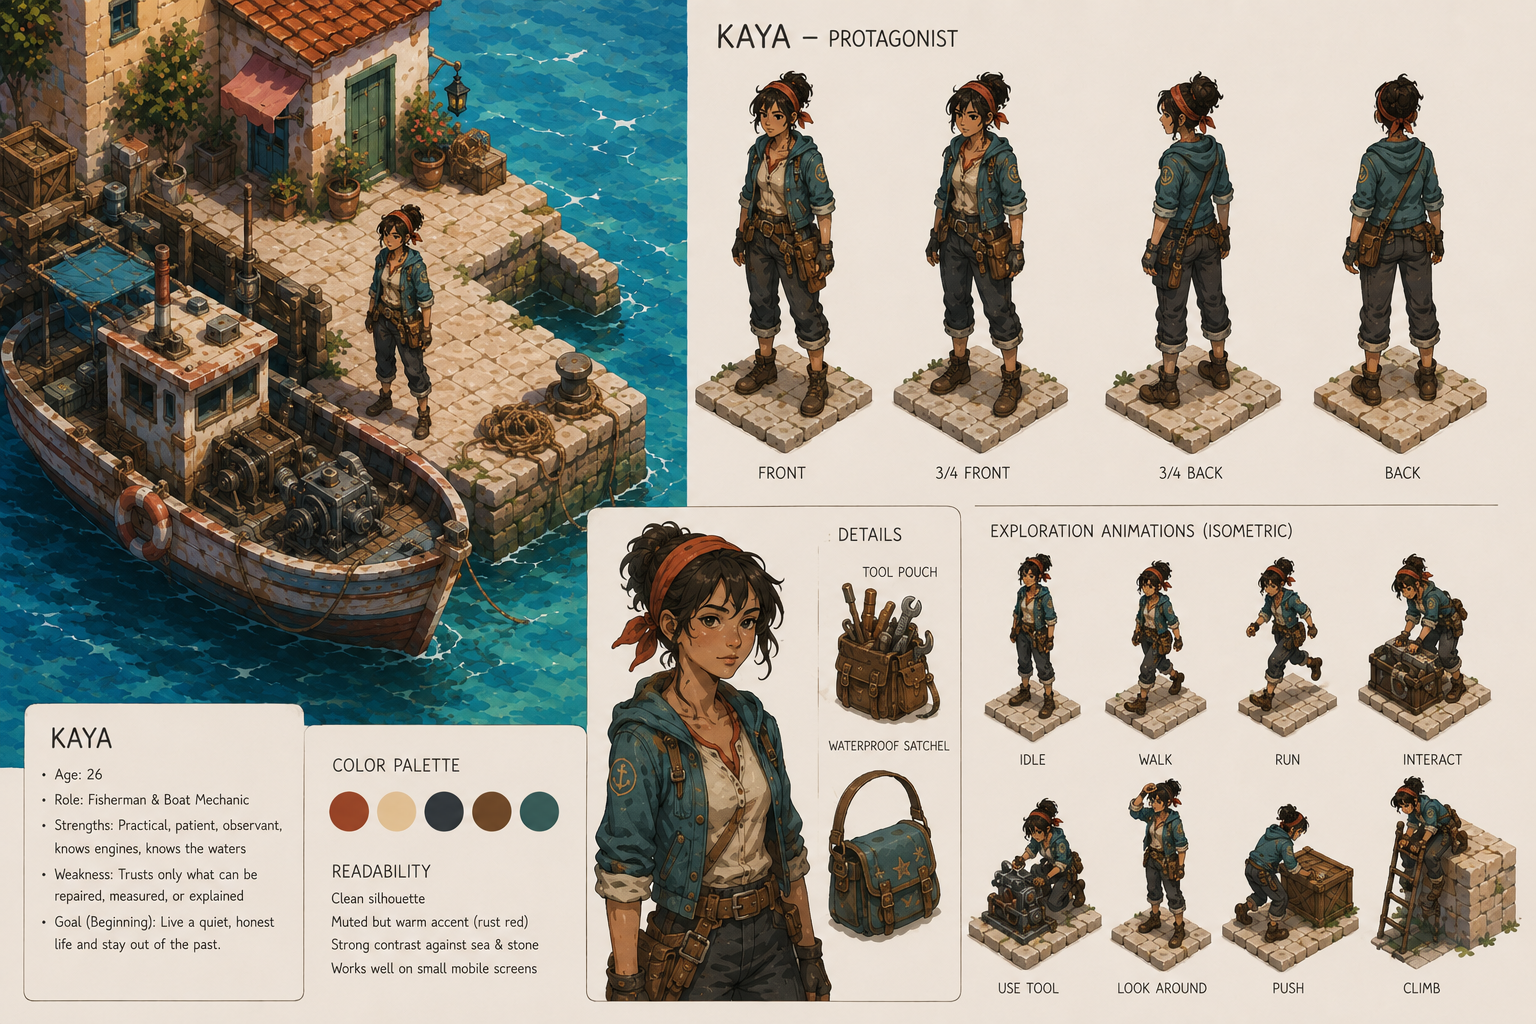 KAYA – PROTAGONIST
FRONT
3/4 FRONT
3/4 BACK
BACK
KAYA
• Age: 26
• Role: Fisherman & Boat Mechanic
• Strengths: Practical, patient, observant,
knows engines, knows the waters
• Weakness: Trusts only what can be
repaired, measured, or explained
• Goal (Beginning): Live a quiet, honest
life and stay out of the past.
COLOR PALETTE
READABILITY
Clean silhouette
Muted but warm accent (rust red)
Strong contrast against sea & stone
Works well on small mobile screens
DETAILS
TOOL POUCH
WATERPROOF SATCHEL
EXPLORATION ANIMATIONS (ISOMETRIC)
IDLE
WALK
RUN
INTERACT
USE TOOL
LOOK AROUND
PUSH
CLIMB